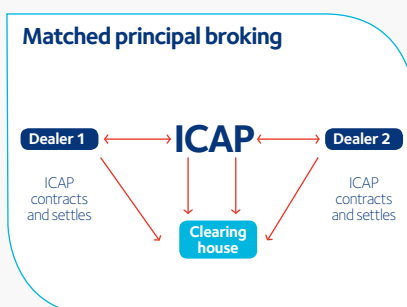 Matched principal broking
Dealer 1
ICAP
Dealer 2
ICAP
contracts
and settles
ICAP
contracts
and settles
Clearing
house